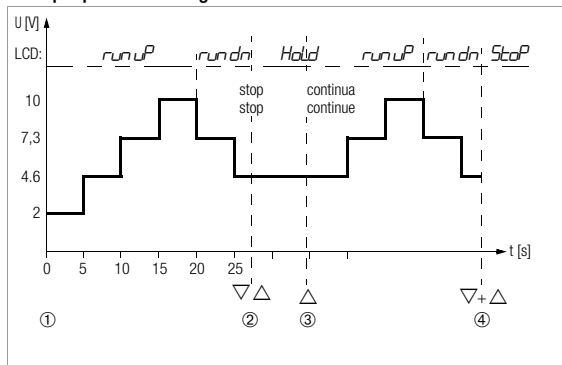 U [V]
LCD: run uP run dn Hold run uP run dn StoP
stop continua
stop continue
10
7,3
4.6
2
t [s]
0 5 10 15 20 25
▽ △ △ ▽ + △
① ② ③ ④